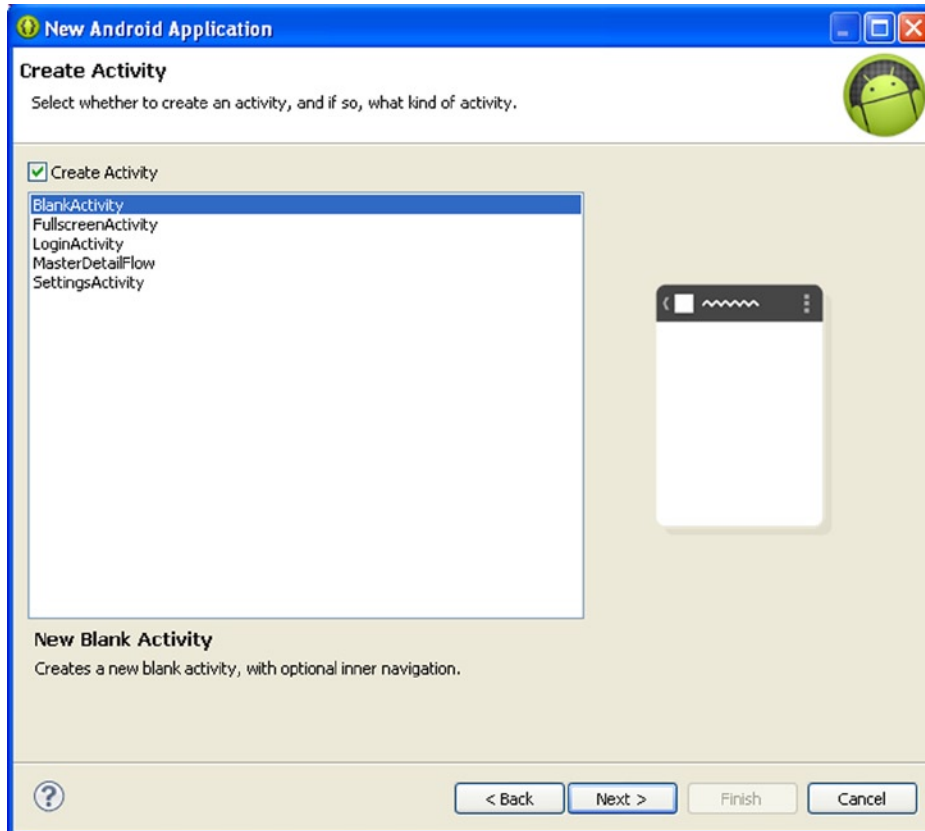 New Android Application
Create Activity
Select whether to create an activity, and if so, what kind of activity.
Create Activity
BlankActivity
FullscreenActivity
LoginActivity
MasterDetailFlow
SettingsActivity
New Blank Activity
Creates a new blank activity, with optional inner navigation.
?
< Back Next > Finish Cancel